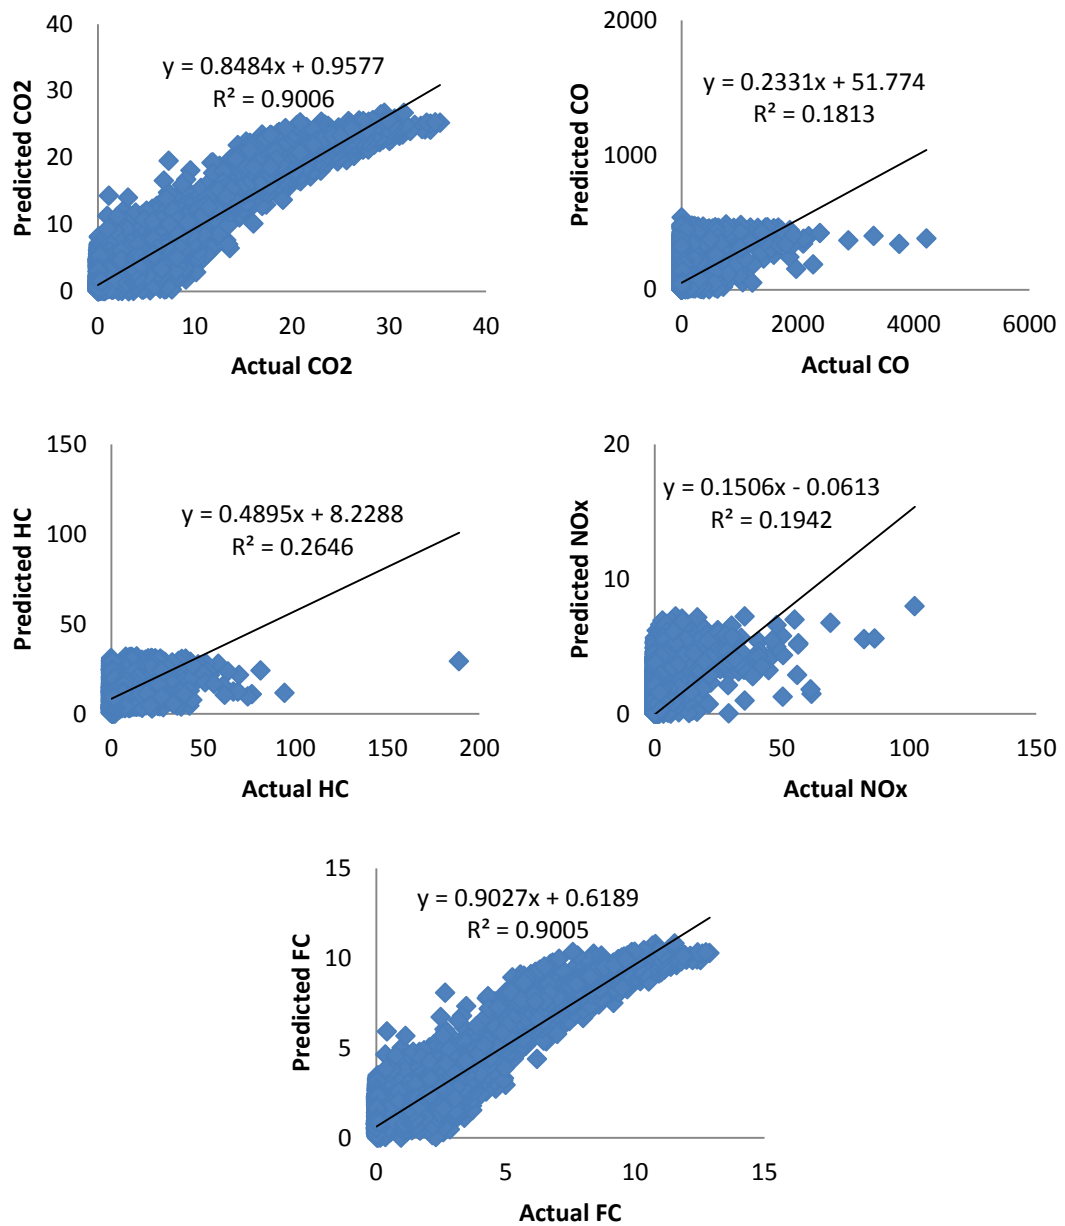 40
30
20
10
0
Predicted CO2
y = 0.8484x + 0.9577
R² = 0.9006
0 10 20 30 40
Actual CO2
2000
1000
0
Predicted CO
y = 0.2331x + 51.774
R² = 0.1813
0 2000 4000 6000
Actual CO
150
100
50
0
Predicted HC
y = 0.4895x + 8.2288
R² = 0.2646
0 50 100 150 200
Actual HC
20
10
0
Predicted NOx
y = 0.1506x - 0.0613
R² = 0.1942
0 50 100 150
Actual NOx
15
10
5
0
Predicted FC
y = 0.9027x + 0.6189
R² = 0.9005
0 5 10 15
Actual FC